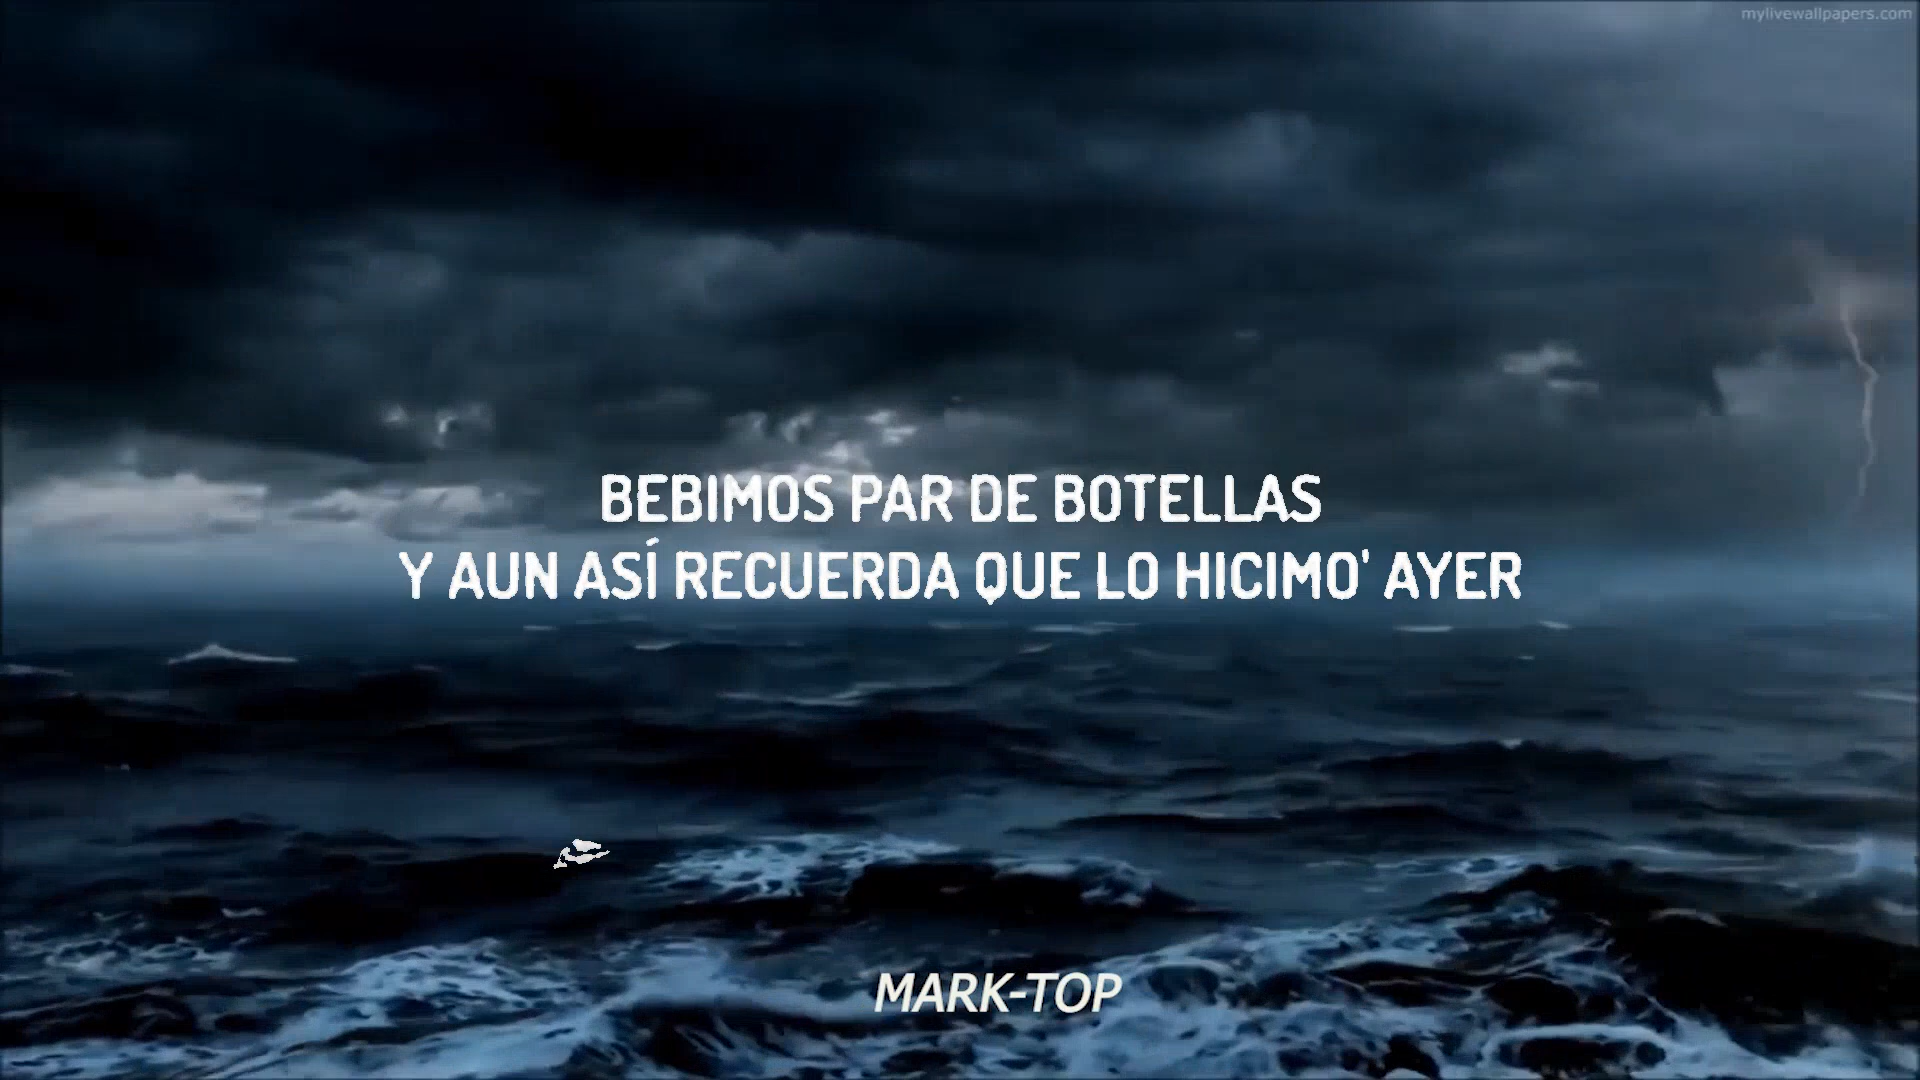 mylivewallpapers.com
BEBIMOS PAR DE BOTELLAS
Y AUN ASÍ RECUERDA QUE LO HICIMO' AYER
MARK-TOP